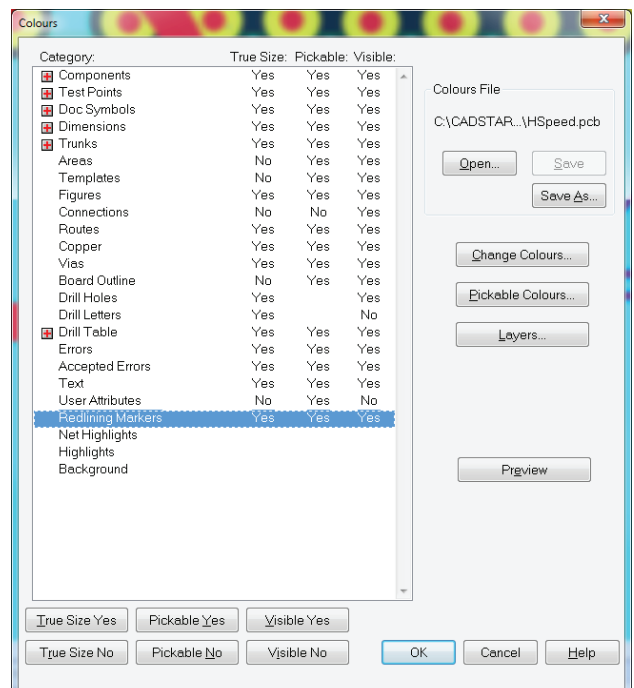 Colours
Category: True Size: Pickable: Visible:
Components Yes Yes Yes
Test Points Yes Yes Yes
Doc Symbols Yes Yes Yes
Dimensions Yes Yes Yes
Trunks Yes Yes Yes
Areas No Yes Yes
Templates No Yes Yes
Figures Yes Yes Yes
Connections No No Yes
Routes Yes Yes Yes
Copper Yes Yes Yes
Vias Yes Yes Yes
Board Outline No Yes Yes
Drill Holes Yes Yes
Drill Letters Yes No
Drill Table Yes Yes Yes
Errors Yes Yes Yes
Accepted Errors Yes Yes Yes
Text Yes Yes Yes
User Attributes No Yes No
Redlining Markers Yes Yes Yes
Net Highlights
Highlights
Background
Colours File
C:\CADSTAR...\HSpeed.pcb
Open... Save
Save As...
Change Colours...
Pickable Colours...
Layers...
Preview
True Size Yes Pickable Yes Visible Yes
True Size No Pickable No Visible No OK Cancel Help